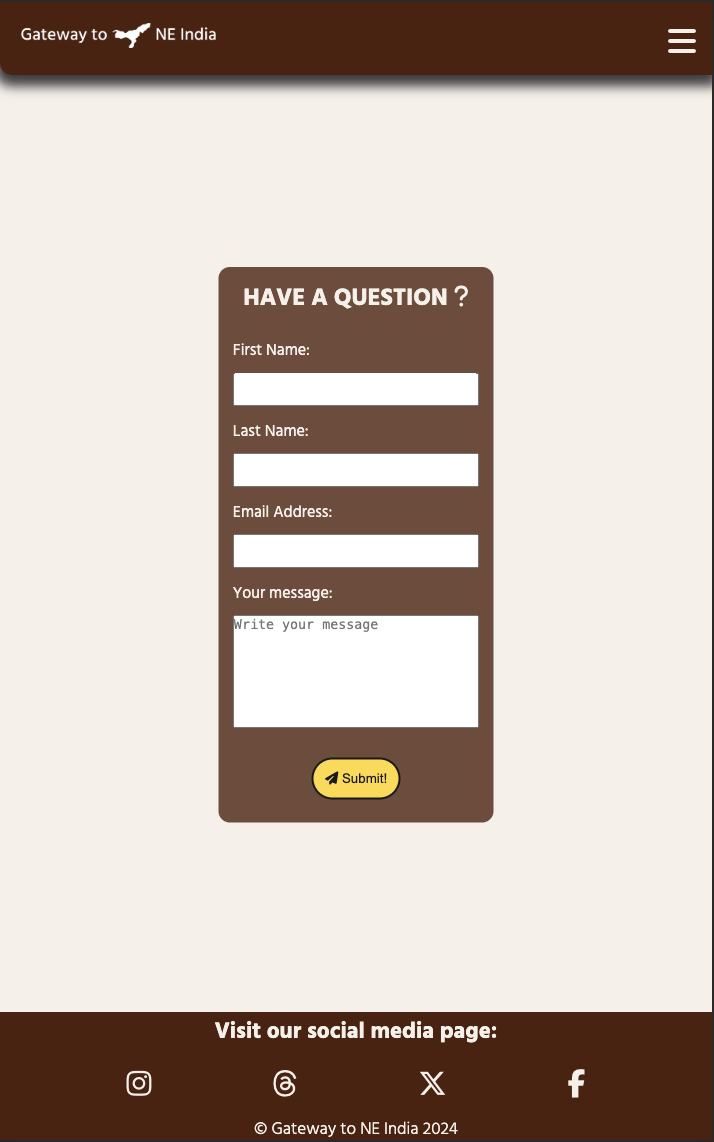 Gateway to NE India
HAVE A QUESTION ?
First Name:
Last Name:
Email Address:
Your message:
Write your message
Submit!
Visit our social media page:
© Gateway to NE India 2024